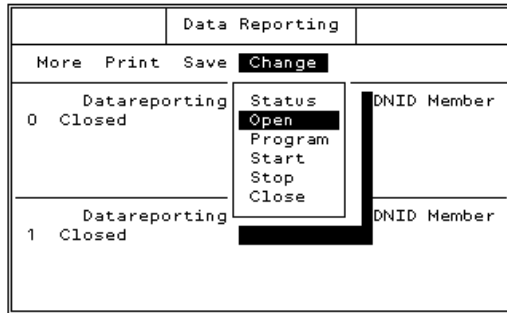 Data Reporting
More Print Save Change
Datareporting Status DNID Member
0 Closed Open
Program
Start
Stop
Close
Datareporting DNID Member
1 Closed